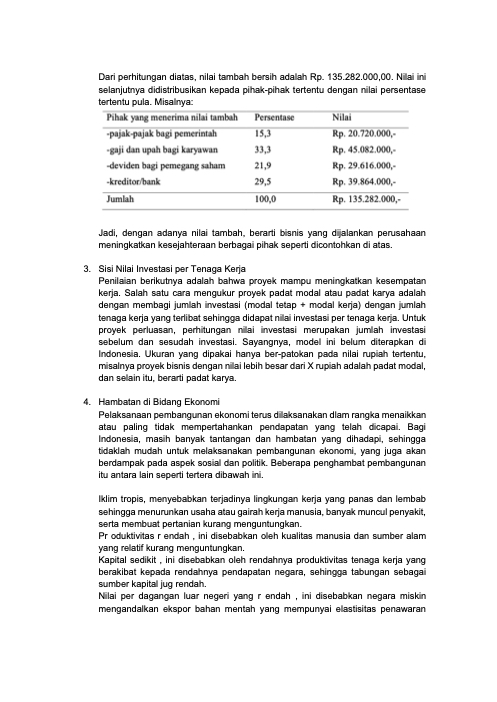 Dari perhitungan diatas, nilai tambah bersih adalah Rp. 135.282.000,00. Nilai ini
selanjutnya didistribusikan kepada pihak-pihak tertentu dengan nilai persentase
tertentu pula. Misalnya:
Pihak yang menerima nilai tambah Persentase Nilai
-pajak-pajak bagi pemerintah 15,3 Rp. 20.720.000,-
-gaji dan upah bagi karyawan 33,3 Rp. 45.082.000,-
-deviden bagi pemegang saham 21,9 Rp. 29.616.000,-
-kreditor/bank 29,5 Rp. 39.864.000,-
Jumlah 100,0 Rp. 135.282.000,-
Jadi, dengan adanya nilai tambah, berarti bisnis yang dijalankan perusahaan
meningkatkan kesejahteraan berbagai pihak seperti dicontohkan di atas.
3. Sisi Nilai Investasi per Tenaga Kerja
Penilaian berikutnya adalah bahwa proyek mampu meningkatkan kesempatan
kerja. Salah satu cara mengukur proyek padat modal atau padat karya adalah
dengan membagi jumlah investasi (modal tetap + modal kerja) dengan jumlah
tenaga kerja yang terlibat sehingga didapat nilai investasi per tenaga kerja. Untuk
proyek perluasan, perhitungan nilai investasi merupakan jumlah investasi
sebelum dan sesudah investasi. Sayangnya, model ini belum diterapkan di
Indonesia. Ukuran yang dipakai hanya ber-patokan pada nilai rupiah tertentu,
misalnya proyek bisnis dengan nilai lebih besar dari X rupiah adalah padat modal,
dan selain itu, berarti padat karya.
4. Hambatan di Bidang Ekonomi
Pelaksanaan pembangunan ekonomi terus dilaksanakan dlam rangka menaikkan
atau paling tidak mempertahankan pendapatan yang telah dicapai. Bagi
Indonesia, masih banyak tantangan dan hambatan yang dihadapi, sehingga
tidaklah mudah untuk melaksanakan pembangunan ekonomi, yang juga akan
berdampak pada aspek sosial dan politik. Beberapa penghambat pembangunan
itu antara lain seperti tertera dibawah ini.
Iklim tropis, menyebabkan terjadinya lingkungan kerja yang panas dan lembab
sehingga menurunkan usaha atau gairah kerja manusia, banyak muncul penyakit,
serta membuat pertanian kurang menguntungkan.
Pr oduktivitas r endah , ini disebabkan oleh kualitas manusia dan sumber alam
yang relatif kurang menguntungkan.
Kapital sedikit , ini disebabkan oleh rendahnya produktivitas tenaga kerja yang
berakibat kepada rendahnya pendapatan negara, sehingga tabungan sebagai
sumber kapital jug rendah.
Nilai per dagangan luar negeri yang r endah , ini disebabkan negara miskin
mengandalkan ekspor bahan mentah yang mempunyai elastisitas penawaran